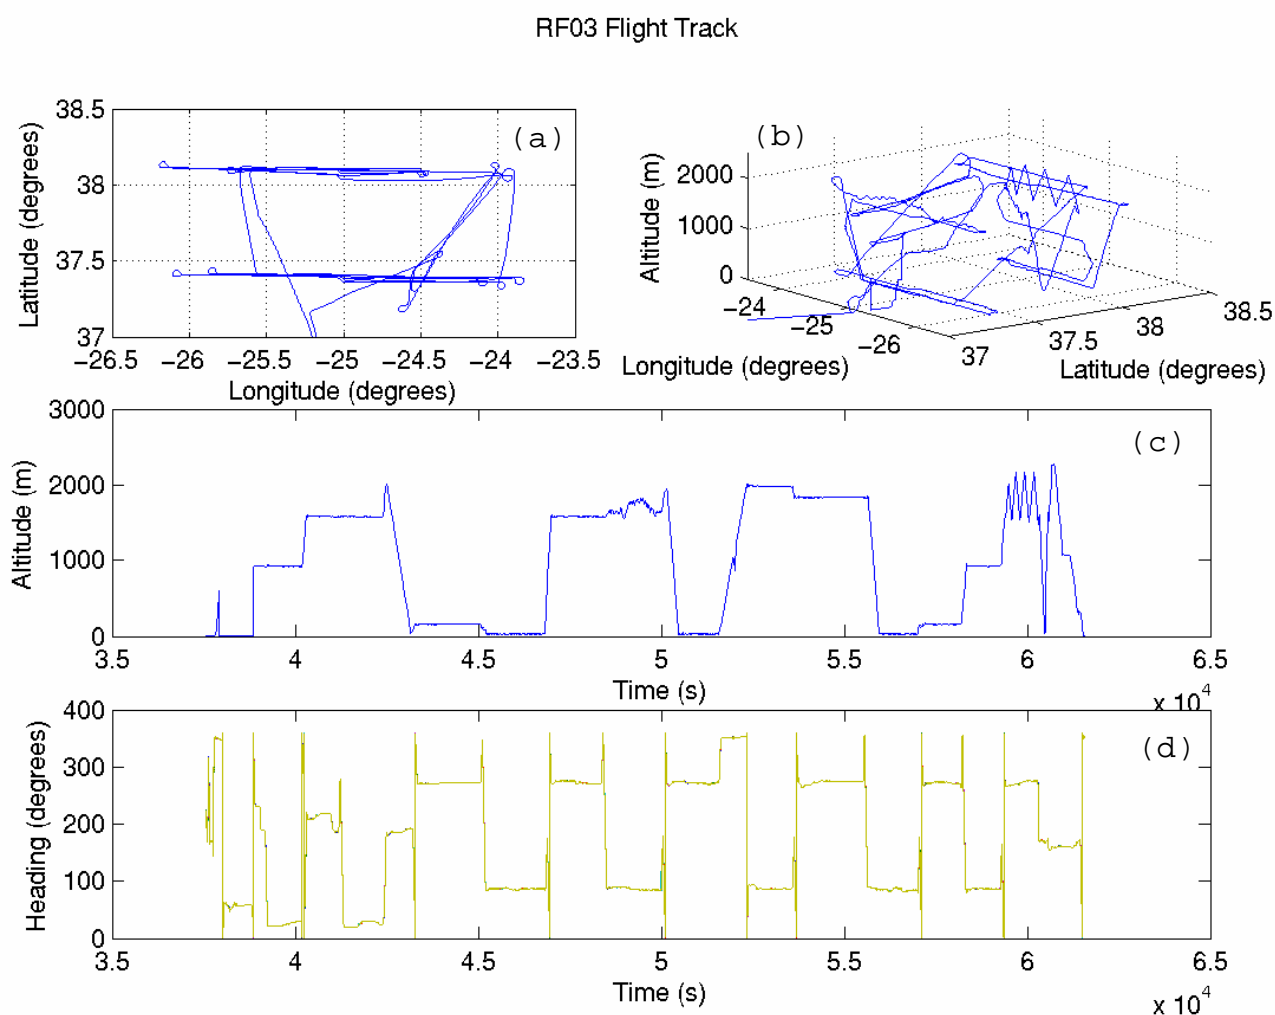 RF03 Flight Track
38.5
38
37.5
37
Latitude (degrees)
−26.5 −26 −25.5 −25 −24.5 −24 −23.5
Longitude (degrees)
(a)
(b)
2000
1000
0
Altitude (m)
−24
−25
−26
Longitude (degrees)
37
37.5
38
38.5
Latitude (degrees)
3000
2000
1000
0
Altitude (m)
(c)
3.5 4 4.5 5 5.5 6 6.5
Time (s)
x 10^4
400
300
200
100
0
Heading (degrees)
(d)
3.5 4 4.5 5 5.5 6 6.5
Time (s)
x 10^4